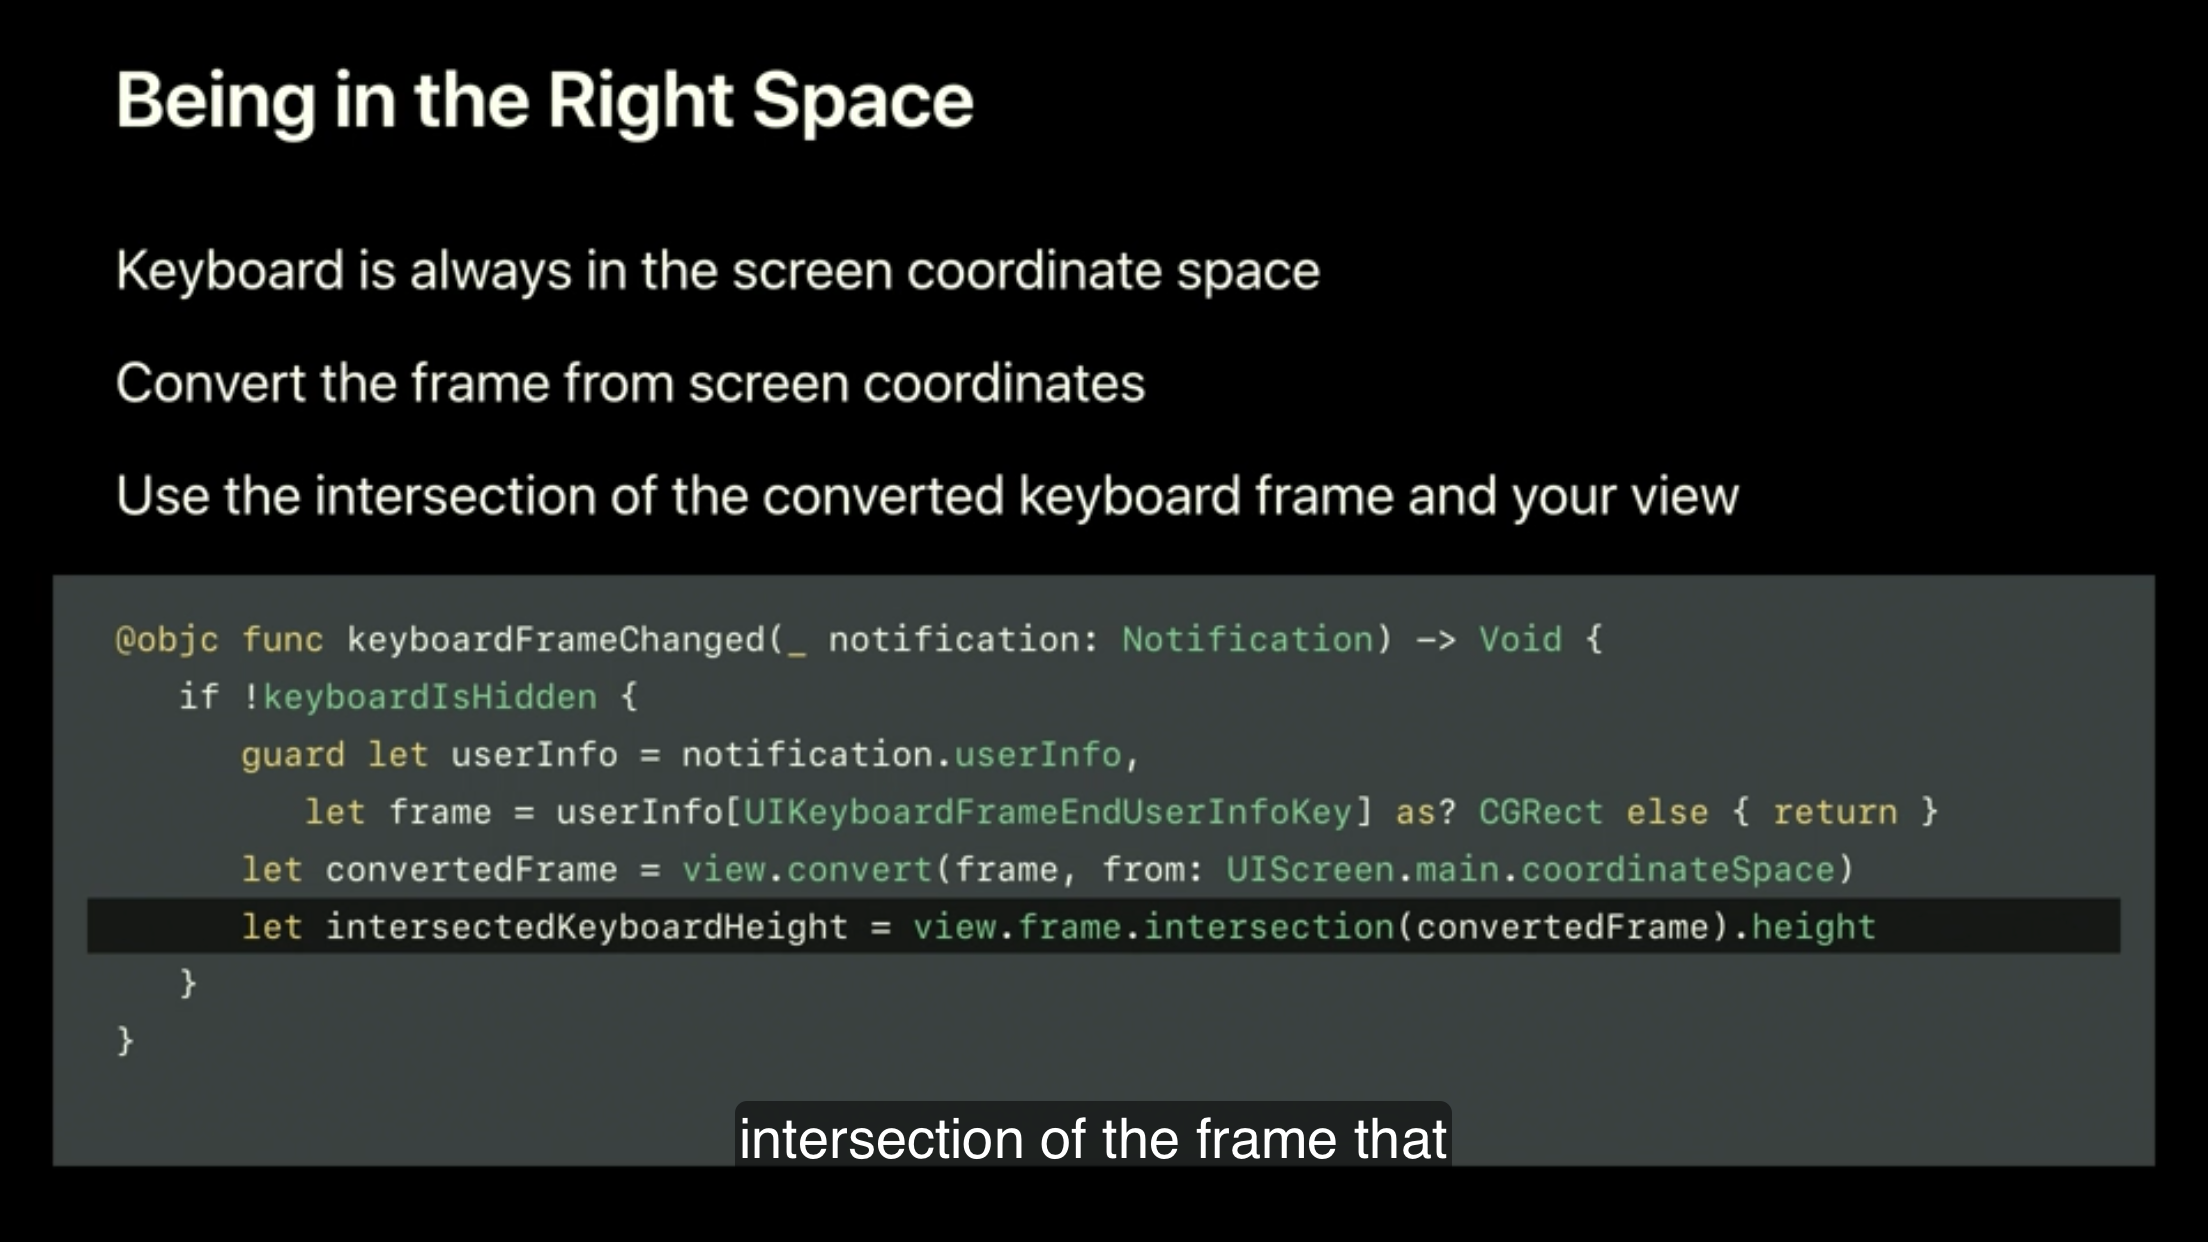 Being in the Right Space
Keyboard is always in the screen coordinate space
Convert the frame from screen coordinates
Use the intersection of the converted keyboard frame and your view
@objc func keyboardFrameChanged(_ notification: Notification) -> Void {
   if !keyboardIsHidden {
      guard let userInfo = notification.userInfo,
         let frame = userInfo[UIKeyboardFrameEndUserInfoKey] as? CGRect else { return }
      let convertedFrame = view.convert(frame, from: UIScreen.main.coordinateSpace)
      let intersectedKeyboardHeight = view.frame.intersection(convertedFrame).height
   }
}
intersection of the frame that